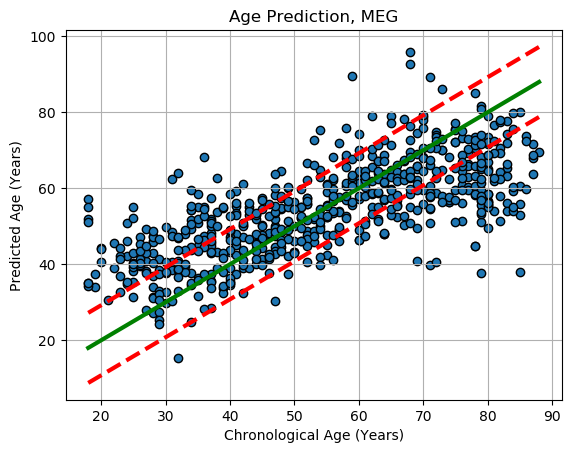 Age Prediction, MEG
100
80
60
40
20
Predicted Age (Years)
20 30 40 50 60 70 80 90
Chronological Age (Years)